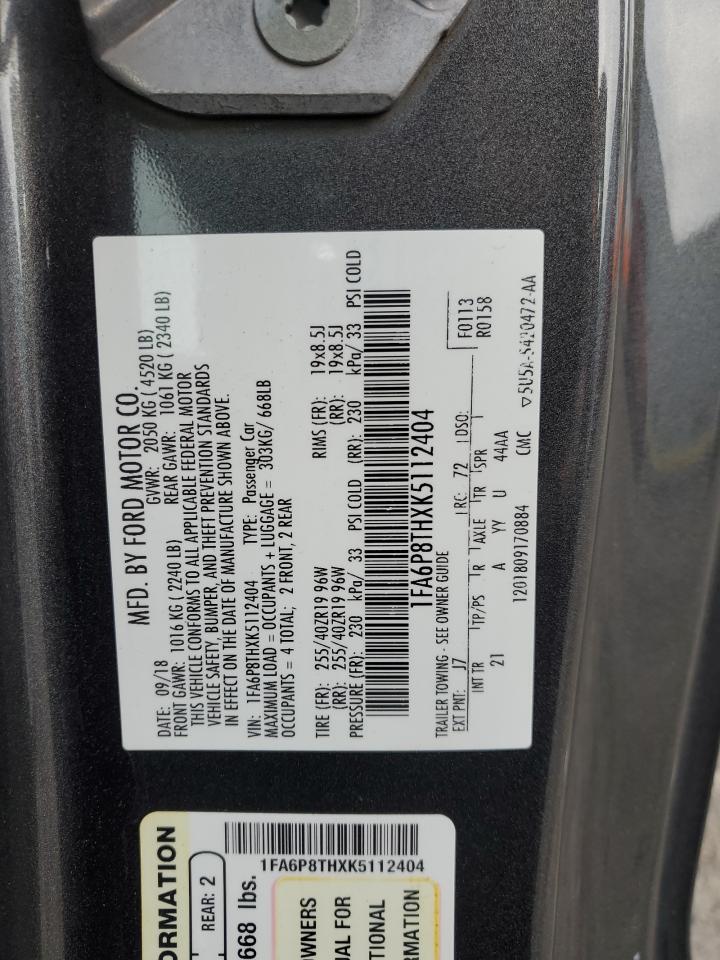 MFD. BY FORD MOTOR CO.
DATE: 09/18 GVWR: 2050 KG ( 4520 LB)
FRONT GAWR: 1016 KG ( 2240 LB) REAR GAWR: 1061 KG ( 2340 LB)
THIS VEHICLE CONFORMS TO ALL APPLICABLE FEDERAL MOTOR
VEHICLE SAFETY, BUMPER, AND THEFT PREVENTION STANDARDS
IN EFFECT ON THE DATE OF MANUFACTURE SHOWN ABOVE.
VIN: 1FA6P8THXK5112404 TYPE: Passenger Car
MAXIMUM LOAD = OCCUPANTS + LUGGAGE = 303KG/ 668LB
OCCUPANTS = 4 TOTAL; 2 FRONT, 2 REAR
TIRE (FR): 255/40ZR19 96W RIMS (FR): 19x8.5J
(RR): 255/40ZR19 96W (RR): 19x8.5J
PRESSURE (FR): 230 kPa/ 33 PSI COLD (RR): 230 kPa/ 33 PSI COLD
1FA6P8THXK5112404
TRAILER TOWING - SEE OWNER GUIDE
EXT PNT: J7 RC: 72 DSO: F0113
INT TR TP/PS R AXLE TR SPR R0158
21 A YY U 44AA
1201809170884 CMC 5U5A-5420472-AA
1FA6P8THXK5112404
ORMATION
REAR: 2
668 lbs.
OWNERS
UAL FOR
TIONAL
RMATION